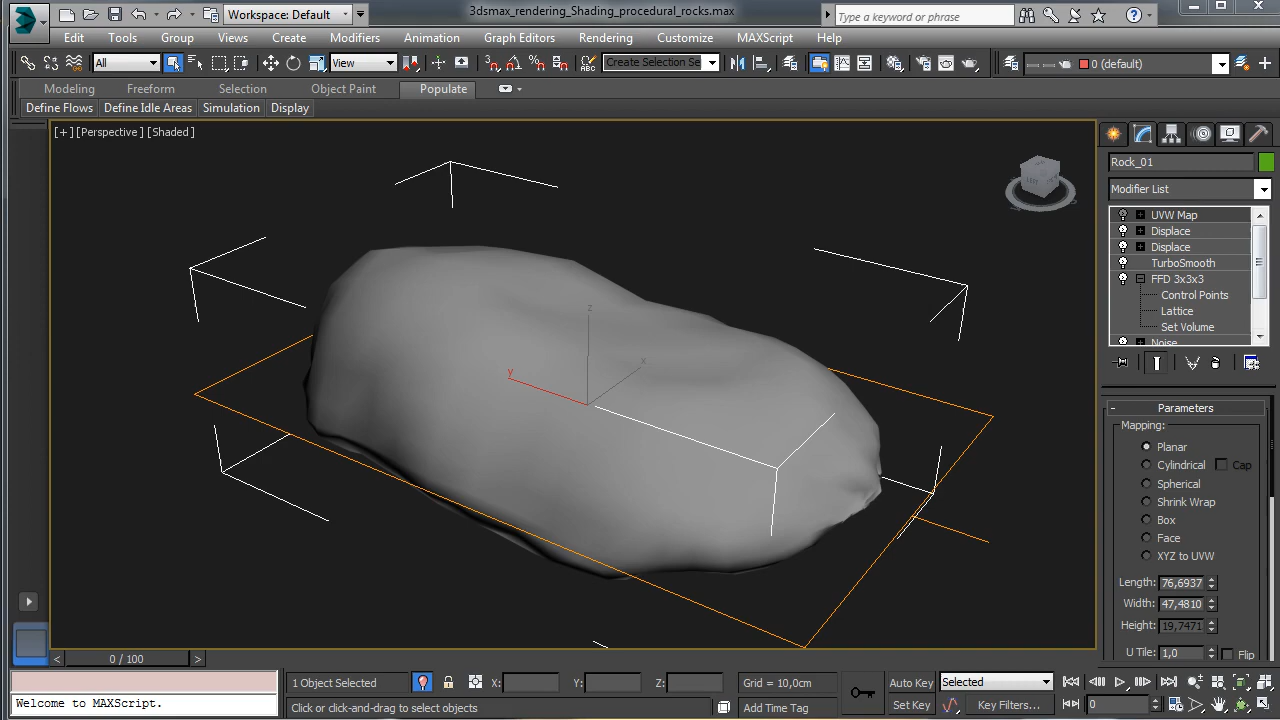 3dsmax_rendering_Shading_procedural_rocks.max
Workspace: Default
Type a keyword or phrase
Edit Tools Group Views Create Modifiers Animation Graph Editors Rendering Customize MAXScript Help
All View Create Selection Se 0 (default)
Modeling Freeform Selection Object Paint Populate
Define Flows Define Idle Areas Simulation Display
[+] [Perspective ] [Shaded ]
z
x
y
Rock_01
Modifier List
UVW Map
Displace
Displace
TurboSmooth
FFD 3x3x3
Control Points
Lattice
Set Volume
Noise
- Parameters
Mapping:
Planar
Cylindrical Cap
Spherical
Shrink Wrap
Box
Face
XYZ to UVW
Length: 76,6937
Width: 47,4810
Height: 19,7471
U Tile: 1,0 Flip
< 0 / 100 >
Welcome to MAXScript.
1 Object Selected X: Y: Z: Grid = 10,0cm Auto Key Selected
Click or click-and-drag to select objects Add Time Tag Set Key Key Filters... 0